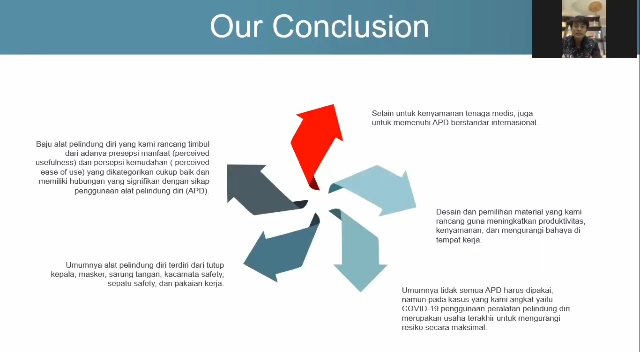 Our Conclusion
Selain untuk kenyamanan tenaga medis, juga
untuk memenuhi APD berstandar internasional.
Baju alat pelindung diri yang kami rancang timbul
dari adanya presepsi manfaat (perceived
usefulness) dan persepsi kemudahan ( perceived
ease of use) yang dikategorikan cukup baik dan
memiliki hubungan yang signifikan dengan sikap
penggunaan alat pelindung diri (APD).
Desain dan pemilihan material yang kami
rancang guna meningkatkan produktivitas,
kenyamanan, dan mengurangi bahaya di
tempat kerja.
Umumnya alat pelindung diri terdiri dari tutup
kepala, masker, sarung tangan, kacamata safety,
sepatu safety, dan pakaian kerja.
Umumnya tidak semua APD harus dipakai,
namun pada kasus yang kami angkat yaitu
COVID-19 penggunaan peralatan pelindung diri
merupakan usaha terakhir untuk mengurangi
resiko secara maksimal.